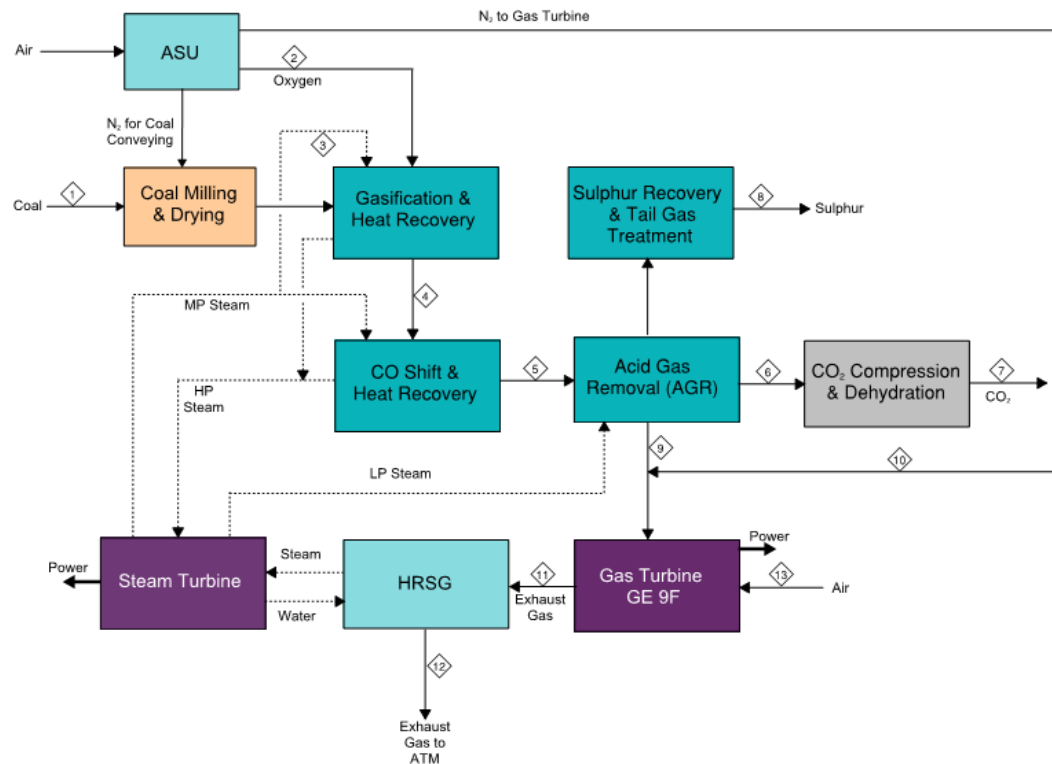 N₂ to Gas Turbine
Air
ASU
2
Oxygen
N₂ for Coal
Conveying
3
1
Coal
Coal Milling
& Drying
Gasification &
Heat Recovery
Sulphur Recovery
& Tail Gas
Treatment
8
Sulphur
4
MP Steam
CO Shift &
Heat Recovery
5
Acid Gas
Removal (AGR)
6
CO₂ Compression
& Dehydration
7
CO₂
HP
Steam
9
10
LP Steam
Power
Steam Turbine
Steam
Water
HRSG
11
Exhaust
Gas
Gas Turbine
GE 9F
Power
13
Air
12
Exhaust
Gas to
ATM